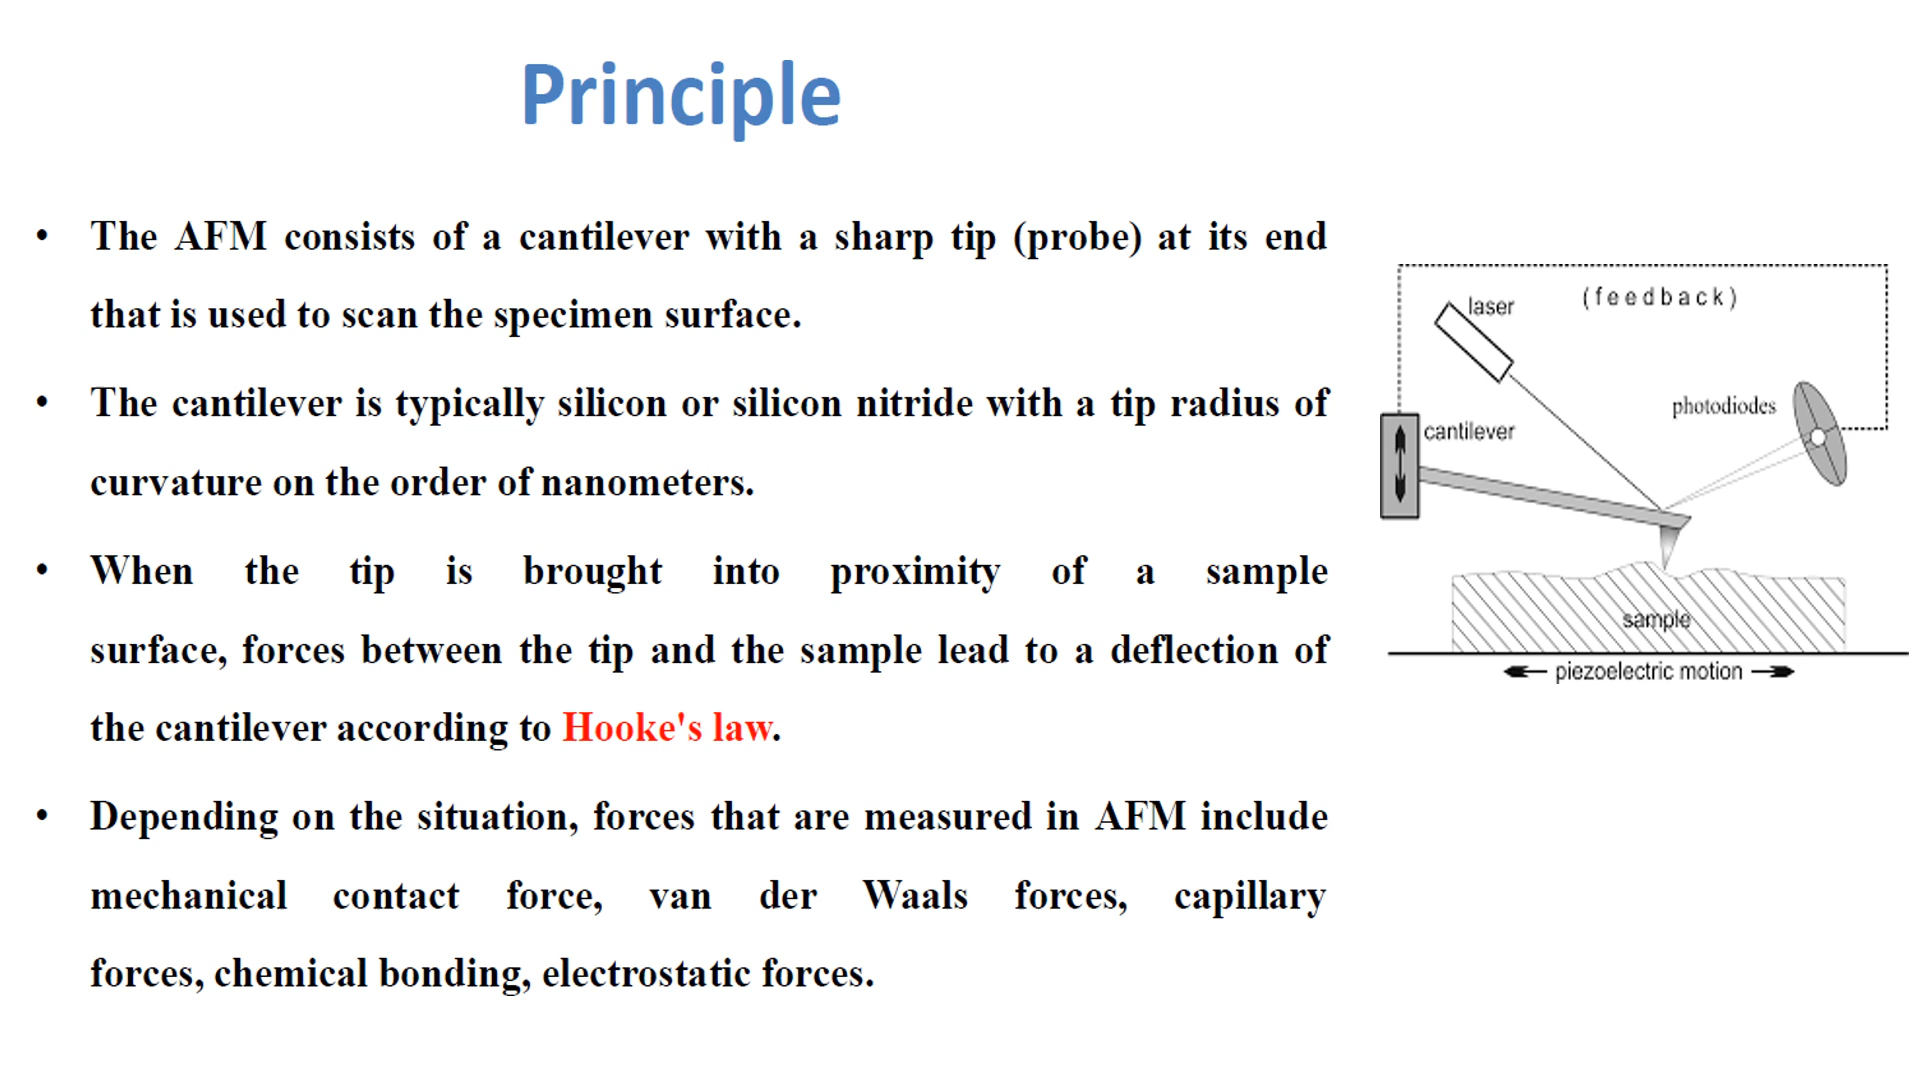 Principle
• The AFM consists of a cantilever with a sharp tip (probe) at its end
that is used to scan the specimen surface.
• The cantilever is typically silicon or silicon nitride with a tip radius of
curvature on the order of nanometers.
• When the tip is brought into proximity of a sample
surface, forces between the tip and the sample lead to a deflection of
the cantilever according to Hooke's law.
• Depending on the situation, forces that are measured in AFM include
mechanical contact force, van der Waals forces, capillary
forces, chemical bonding, electrostatic forces.
(feedback)
laser
photodiodes
cantilever
sample
piezoelectric motion